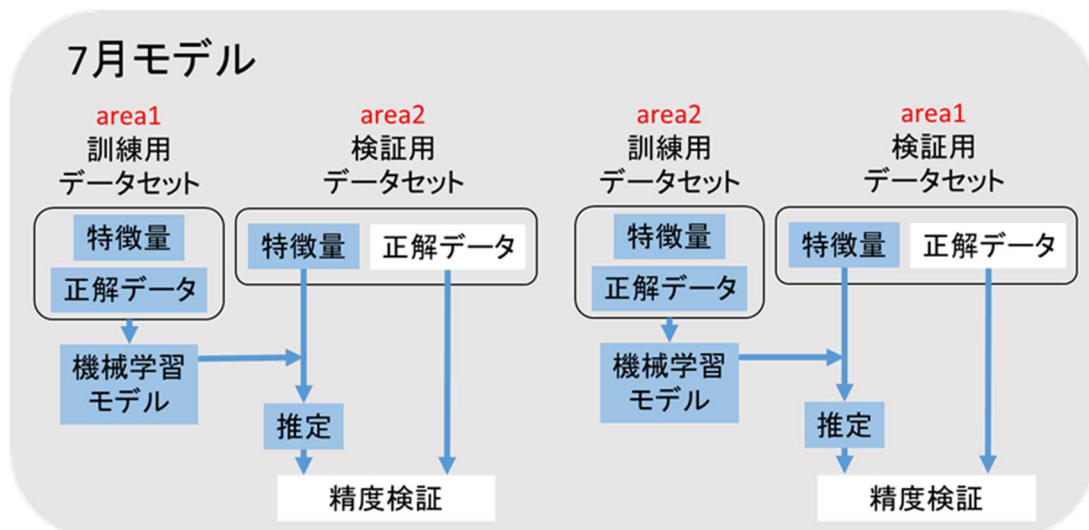 7月モデル
area1
訓練用
データセット
特徴量
正解データ
機械学習
モデル
area2
検証用
データセット
特徴量
正解データ
推定
精度検証
area2
訓練用
データセット
特徴量
正解データ
機械学習
モデル
area1
検証用
データセット
特徴量
正解データ
推定
精度検証